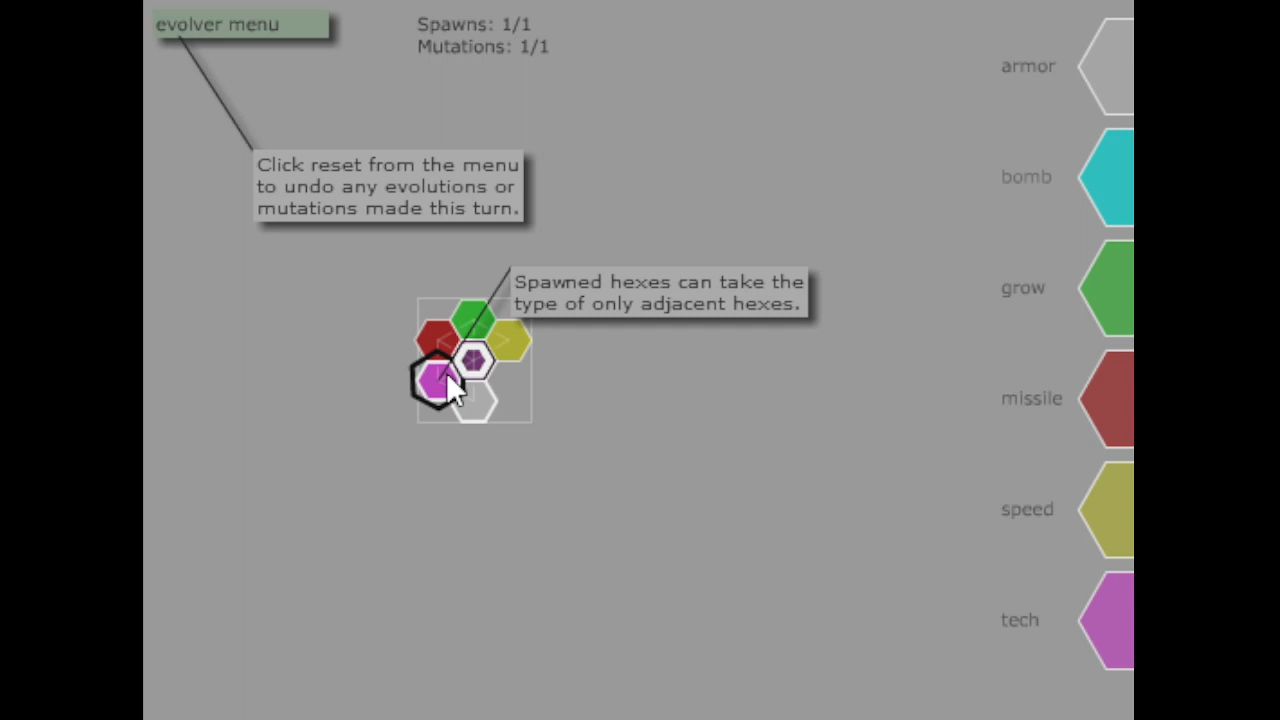 evolver menu
Spawns: 1/1
Mutations: 1/1
Click reset from the menu
to undo any evolutions or
mutations made this turn.
Spawned hexes can take the
type of only adjacent hexes.
armor
bomb
grow
missile
speed
tech